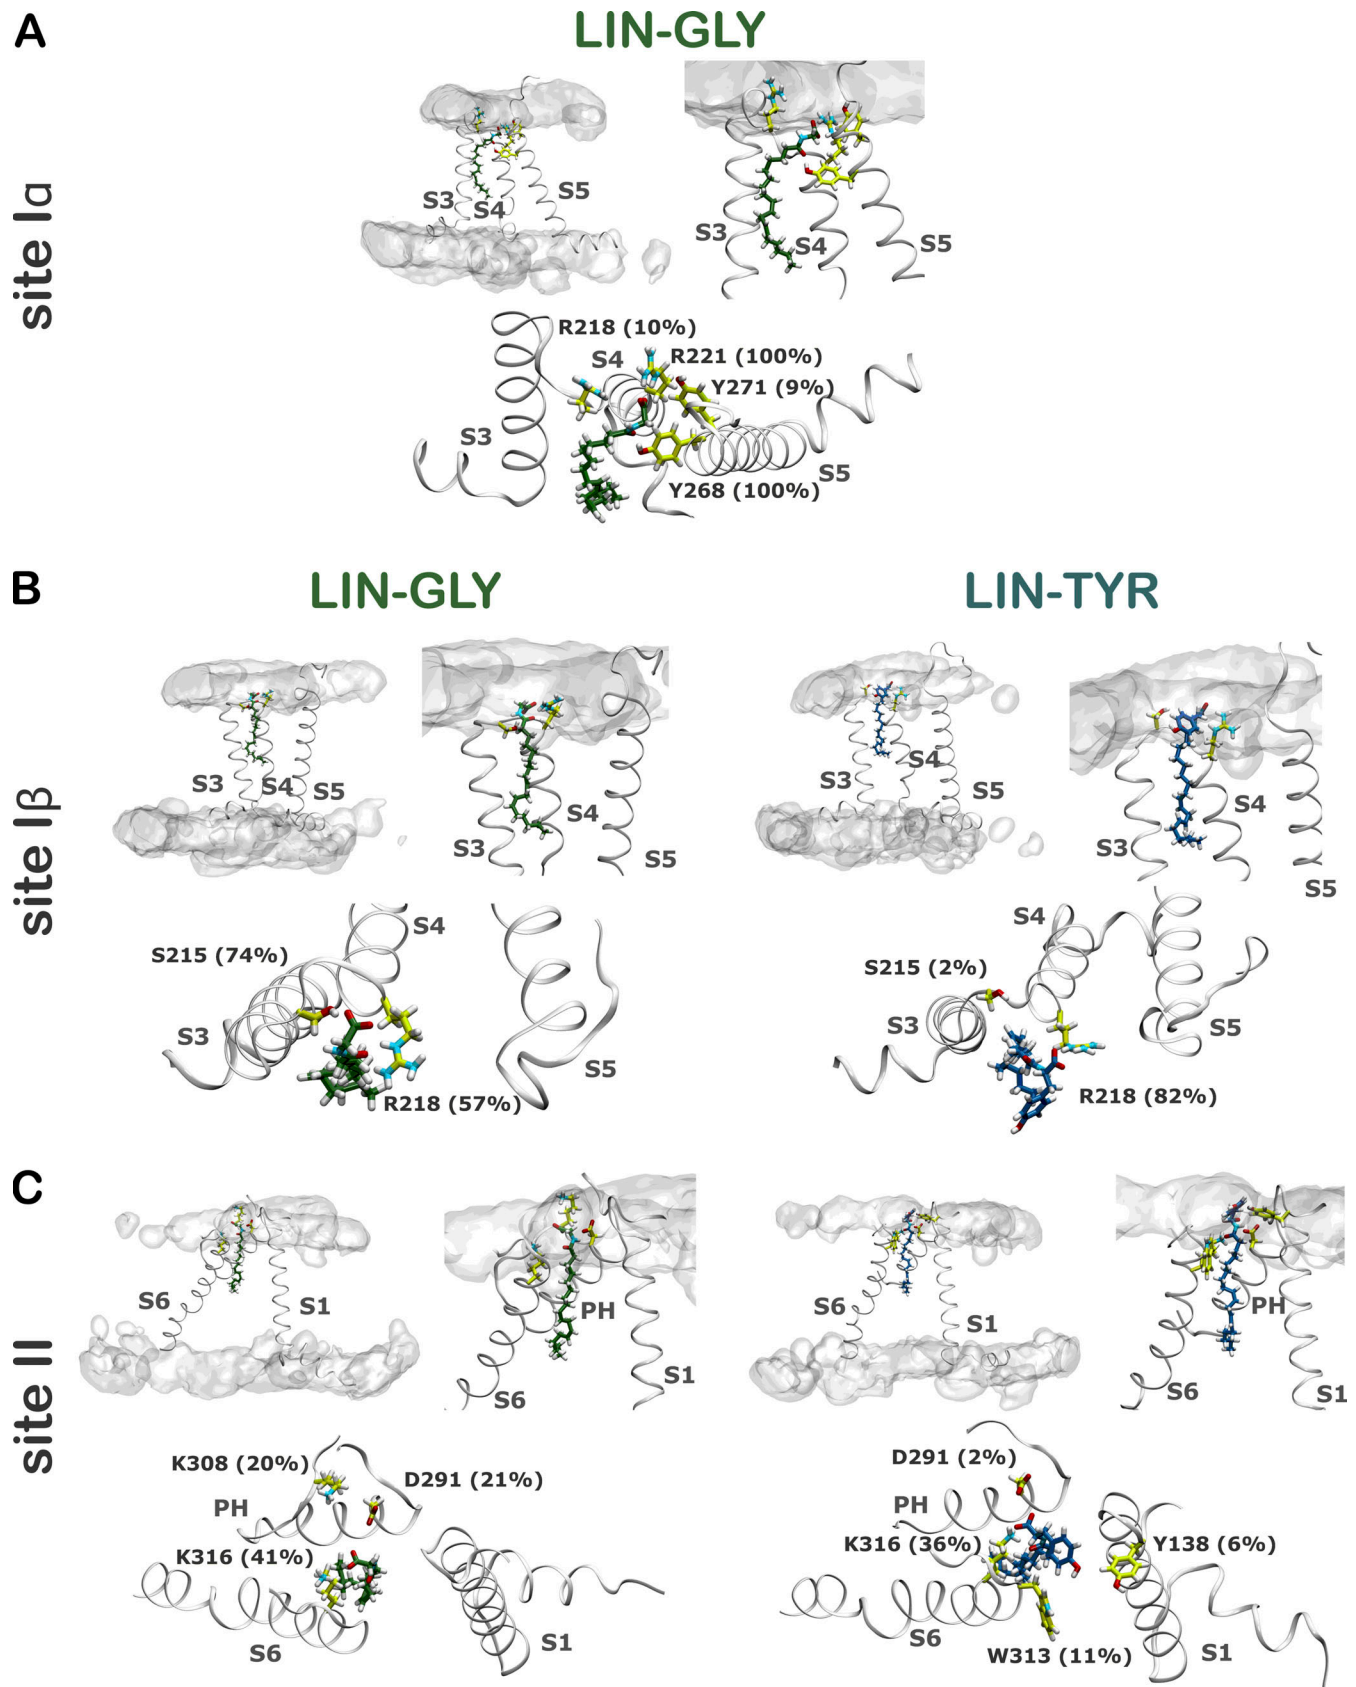 A
LIN-GLY
site Iα
S3
S4
S5
S3
S4
S5
R218 (10%)
S4
R221 (100%)
Y271 (9%)
S3
S5
Y268 (100%)
B
LIN-GLY
LIN-TYR
site Iβ
S3
S4
S5
S3
S4
S5
S3
S4
S5
S3
S4
S5
S4
S215 (74%)
S3
S5
R218 (57%)
S4
S215 (2%)
S3
S5
R218 (82%)
C
site II
S6
S1
PH
S6
S1
S6
S1
PH
S6
S1
K308 (20%)
D291 (21%)
PH
K316 (41%)
S6
S1
D291 (2%)
PH
K316 (36%)
Y138 (6%)
S6
S1
W313 (11%)